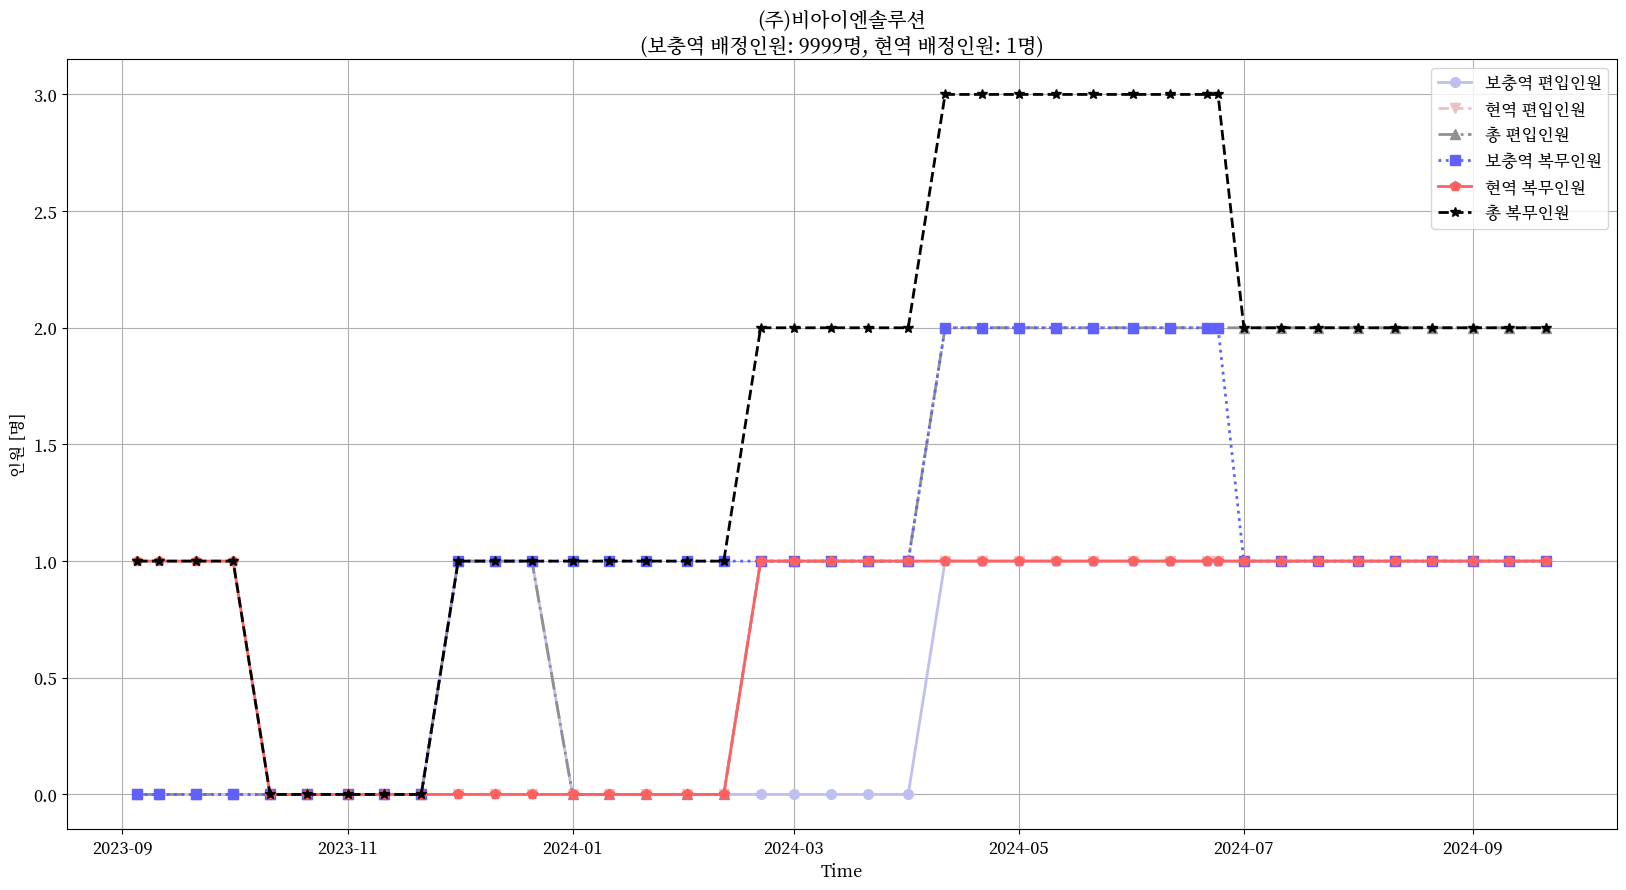 (주)비아이엔솔루션
(보충역 배정인원: 9999명, 현역 배정인원: 1명)
보충역 편입인원
현역 편입인원
총 편입인원
보충역 복무인원
현역 복무인원
총 복무인원
인원 [명]
3.0
2.5
2.0
1.5
1.0
0.5
0.0
2023-09
2023-11
2024-01
2024-03
2024-05
2024-07
2024-09
Time